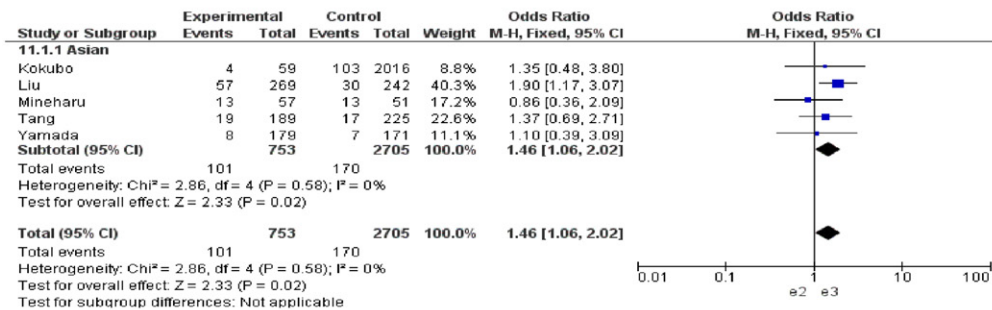 Experimental Control Odds Ratio Odds Ratio
Study or Subgroup Events Total Events Total Weight M-H, Fixed, 95% CI M-H, Fixed, 95% CI
11.1.1 Asian
Kokubo 4 59 103 2016 8.8% 1.35 [0.48, 3.80]
Liu 57 269 30 242 40.3% 1.90 [1.17, 3.07]
Mineharu 13 57 13 51 17.2% 0.86 [0.36, 2.09]
Tang 19 189 17 225 22.6% 1.37 [0.69, 2.71]
Yamada 8 179 7 171 11.1% 1.10 [0.39, 3.09]
Subtotal (95% CI) 753 2705 100.0% 1.46 [1.06, 2.02]
Total events 101 170
Heterogeneity: Chi² = 2.86, df = 4 (P = 0.58); I² = 0%
Test for overall effect: Z = 2.33 (P = 0.02)
Total (95% CI) 753 2705 100.0% 1.46 [1.06, 2.02]
Total events 101 170
Heterogeneity: Chi² = 2.86, df = 4 (P = 0.58); I² = 0%
Test for overall effect: Z = 2.33 (P = 0.02)
Test for subgroup differences: Not applicable
0.01 0.1 1 10 100
e2 e3